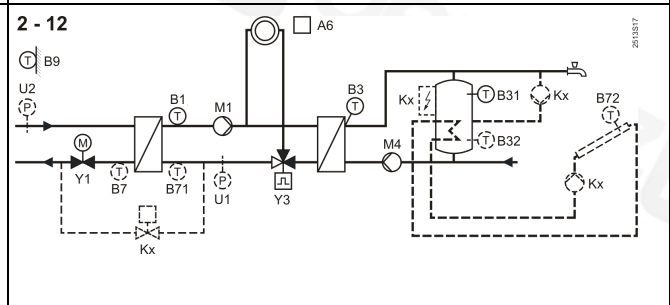 2 - 12
A6
2513S17
T B9
U2
P
B1
T
M1
B3
T
Kx
T B31
Kx
B72
T
M
Y1
T
B7
T
B71
P
U1
Y3
M4
T B32
Kx
Kx